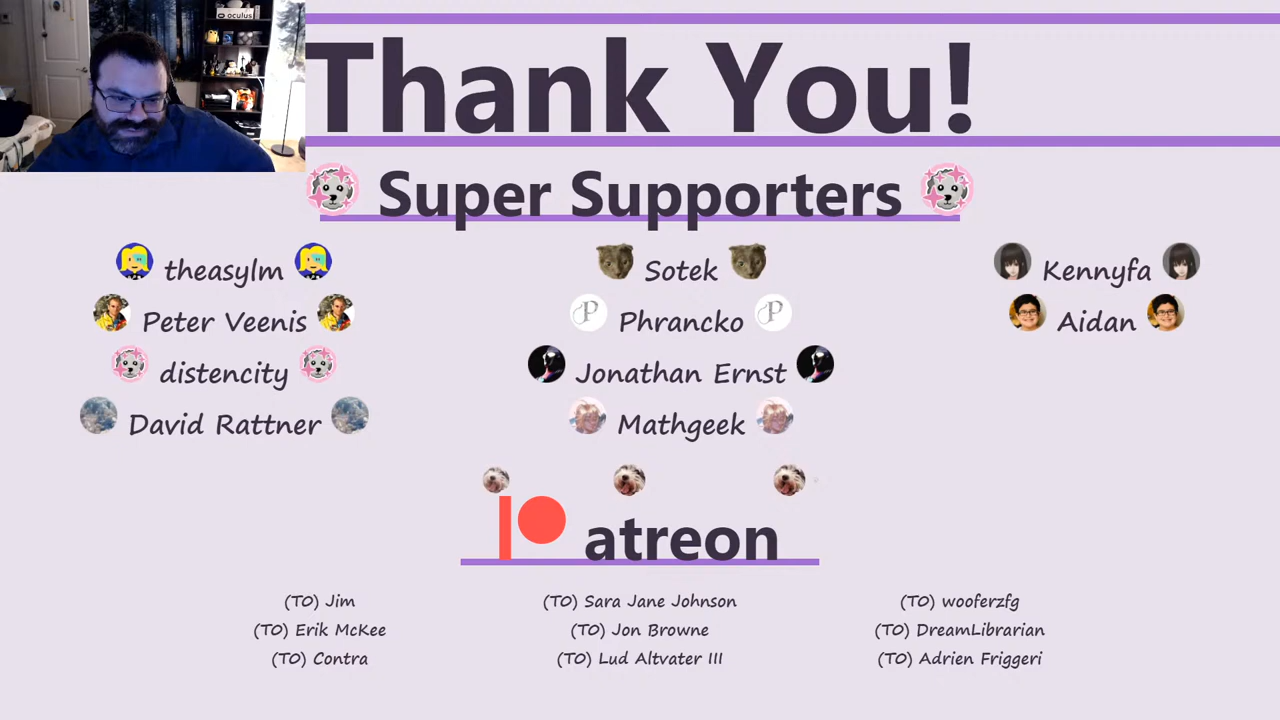 oculus
Thank You!
Super Supporters
theasylm
Sotek
Kennyfa
Peter Veenis
Phrancko
Aidan
distencity
Jonathan Ernst
David Rattner
Mathgeek
atreon
(TO) Jim
(TO) Sara Jane Johnson
(TO) wooferzfg
(TO) Erik McKee
(TO) Jon Browne
(TO) DreamLibrarian
(TO) Contra
(TO) Lud Altvater III
(TO) Adrien Friggeri